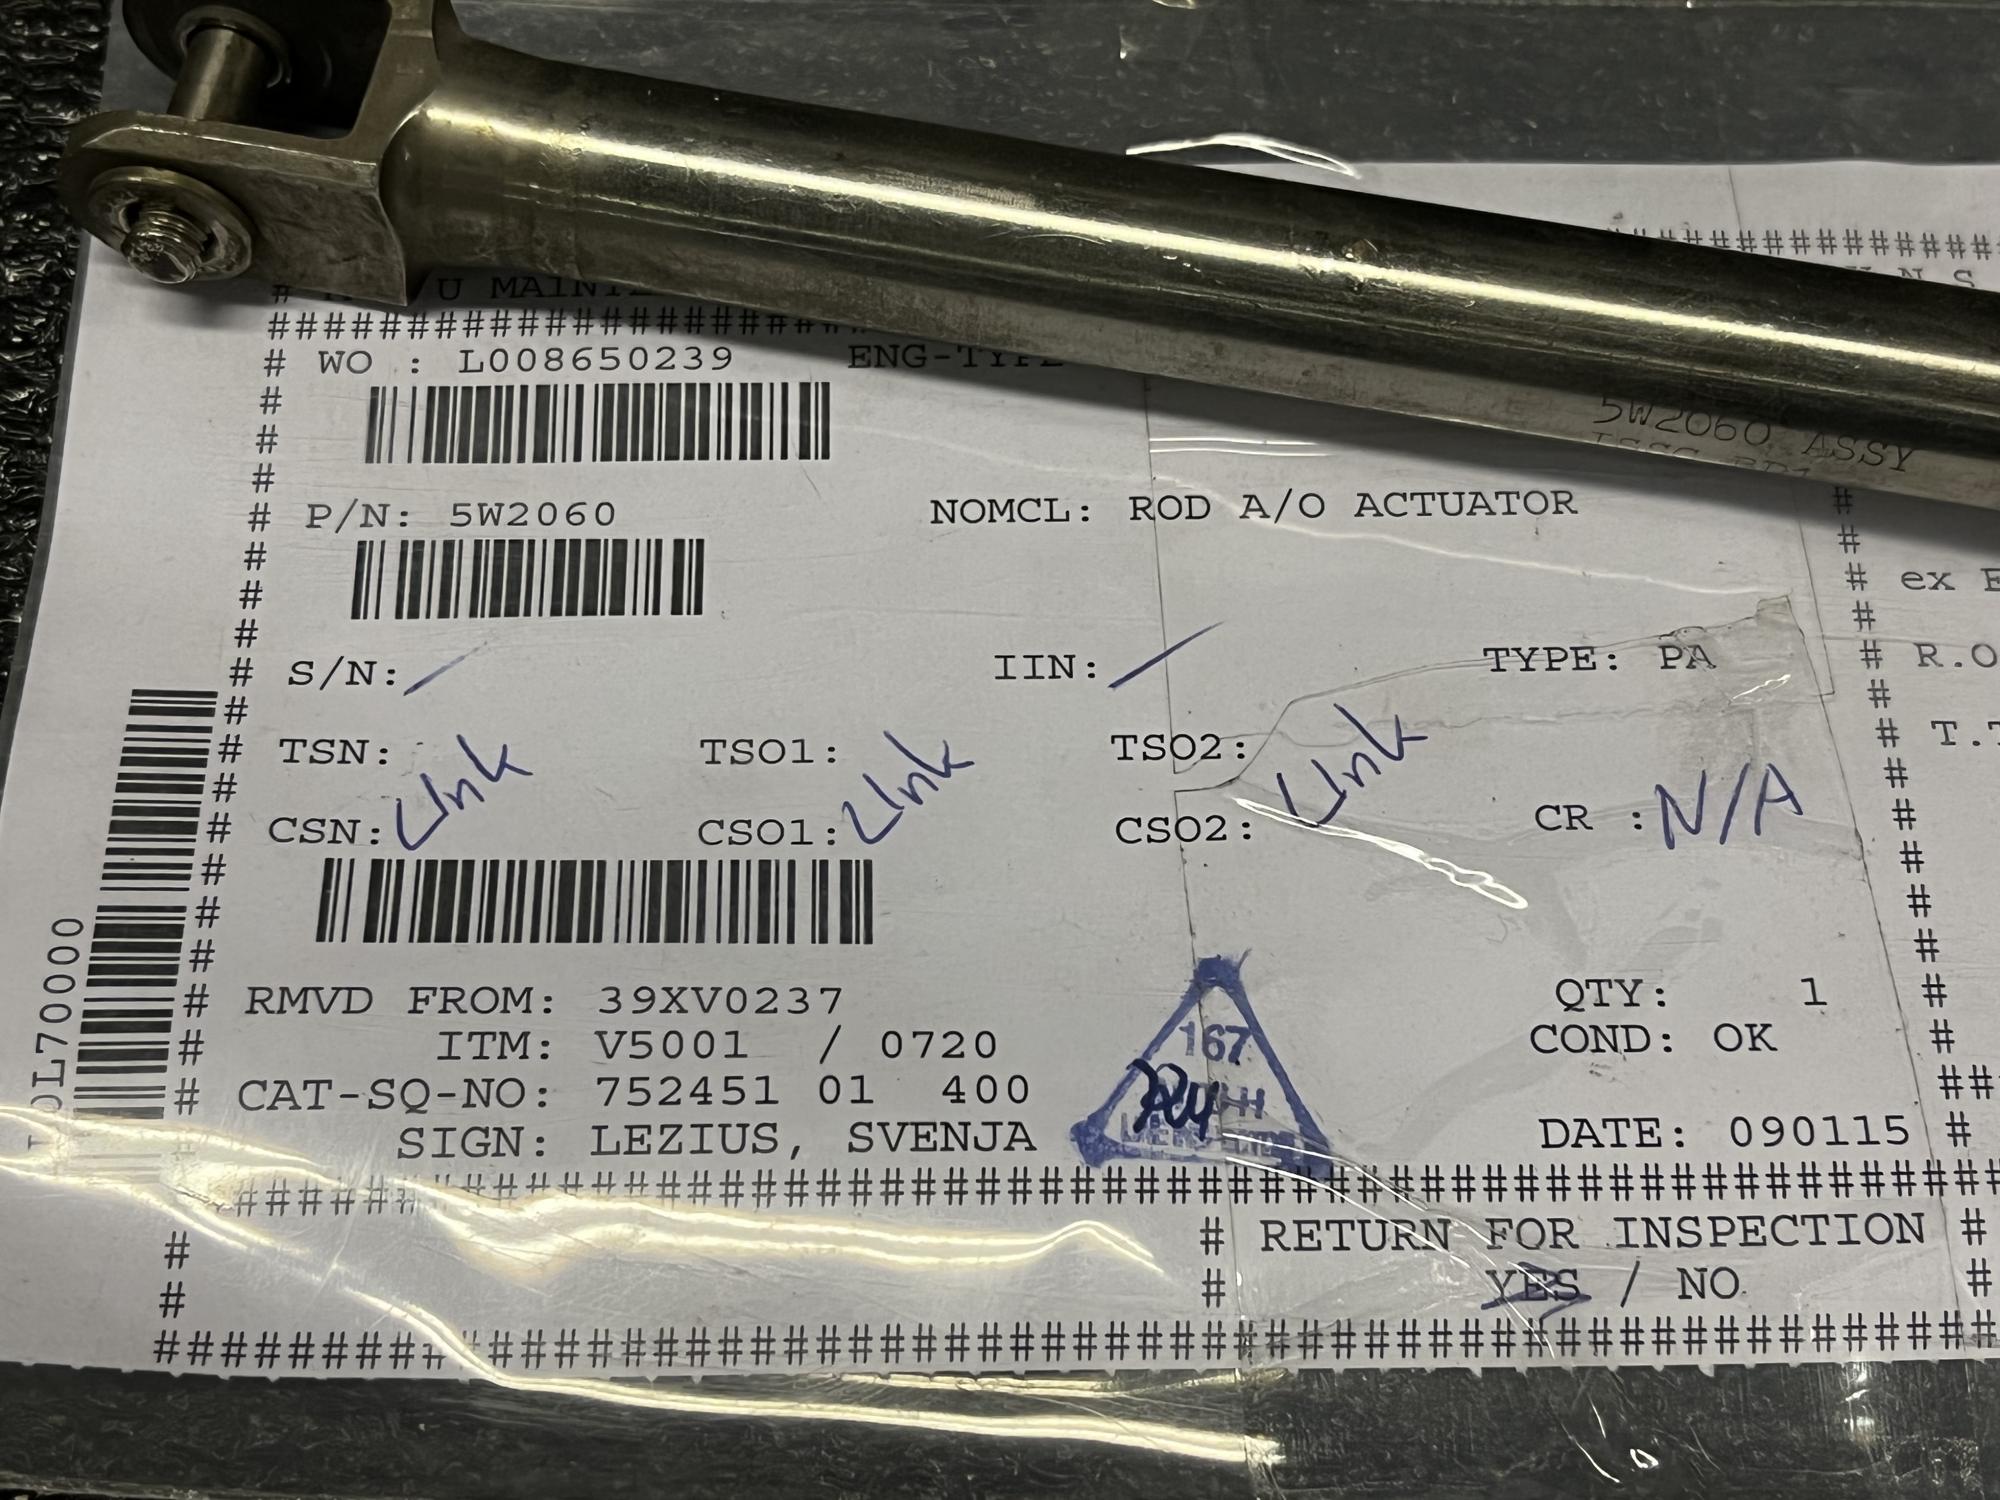 5W2060 ASSY
# U MAINT
######################
# WO : L008650239 ENG-TYPE
# P/N: 5W2060 NOMCL: ROD A/O ACTUATOR #
# ex E
# S/N: / IIN: / TYPE: PA # R.O
# TSN: TSO1: TSO2: # T.T
Unk Unk Unk
# CSN: CSO1: CSO2: CR : N/A #
# RMVD FROM: 39XV0237 QTY: 1 #
# ITM: V5001 / 0720 COND: OK #
# CAT-SQ-NO: 752451 01 400 ##
SIGN: LEZIUS, SVENJA DATE: 090115 #
167
0L70000
# # RETURN FOR INSPECTION #
# # YES / NO #